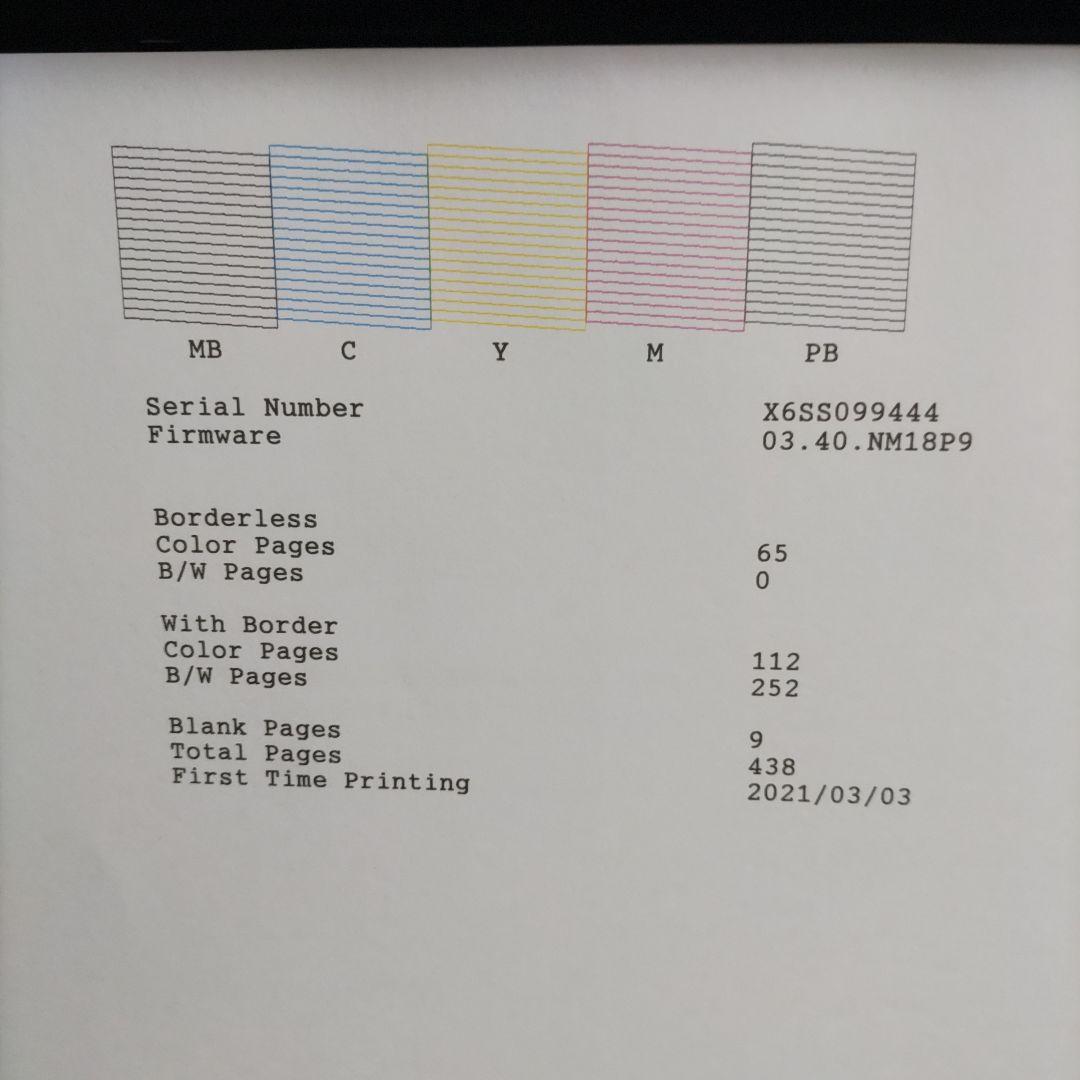 MB C Y M PB
Serial Number X6SS099444
Firmware 03.40.NM18P9
Borderless
Color Pages 65
B/W Pages 0
With Border
Color Pages 112
B/W Pages 252
Blank Pages 9
Total Pages 438
First Time Printing 2021/03/03